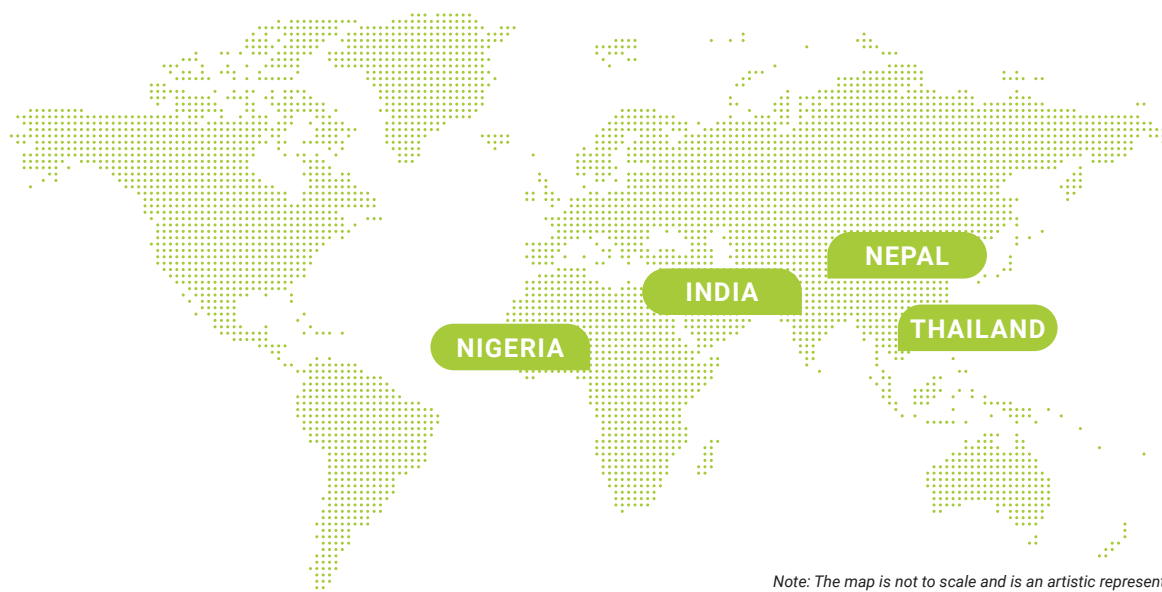 NEPAL
INDIA
THAILAND
NIGERIA
Note: The map is not to scale and is an artistic